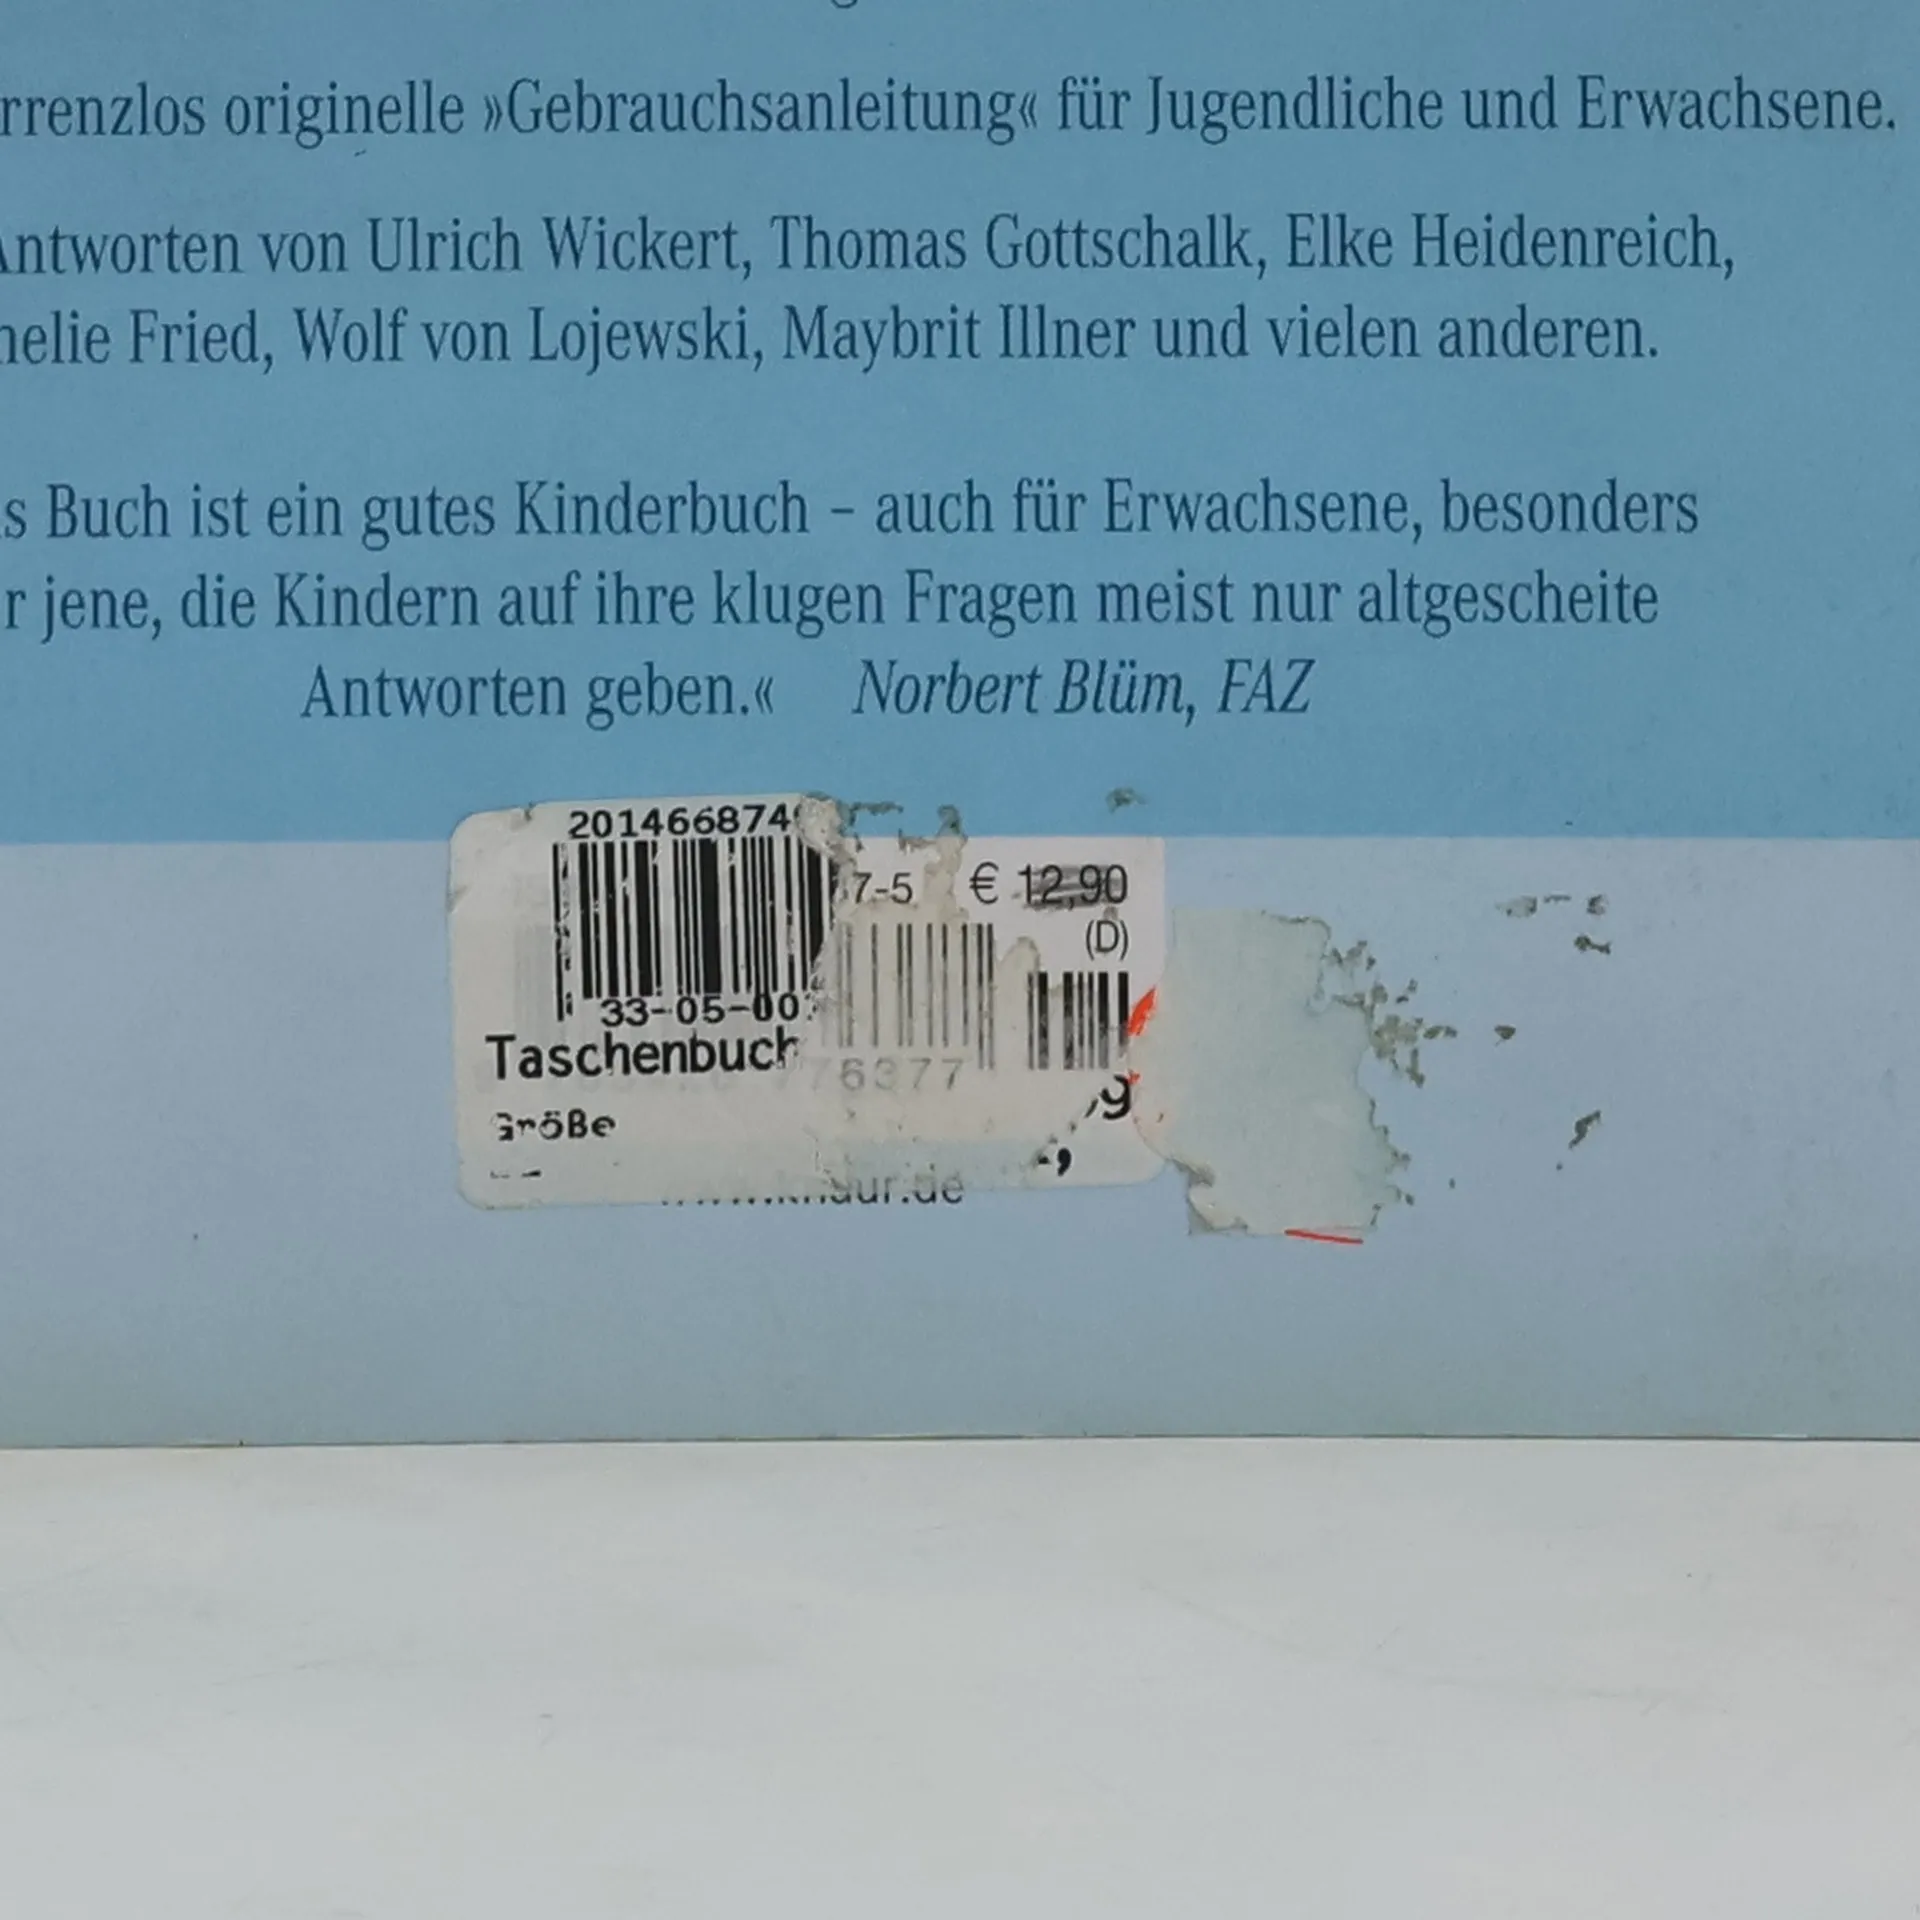 rrenzlos originelle »Gebrauchsanleitung« für Jugendliche und Erwachsene.
Antworten von Ulrich Wickert, Thomas Gottschalk, Elke Heidenreich,
nelie Fried, Wolf von Lojewski, Maybrit Illner und vielen anderen.
s Buch ist ein gutes Kinderbuch – auch für Erwachsene, besonders
r jene, die Kindern auf ihre klugen Fragen meist nur altgescheite
Antworten geben.« Norbert Blüm, FAZ
201466874
7-5 € 12,90
(D)
33-05-00
Taschenbuch
776377
Größe